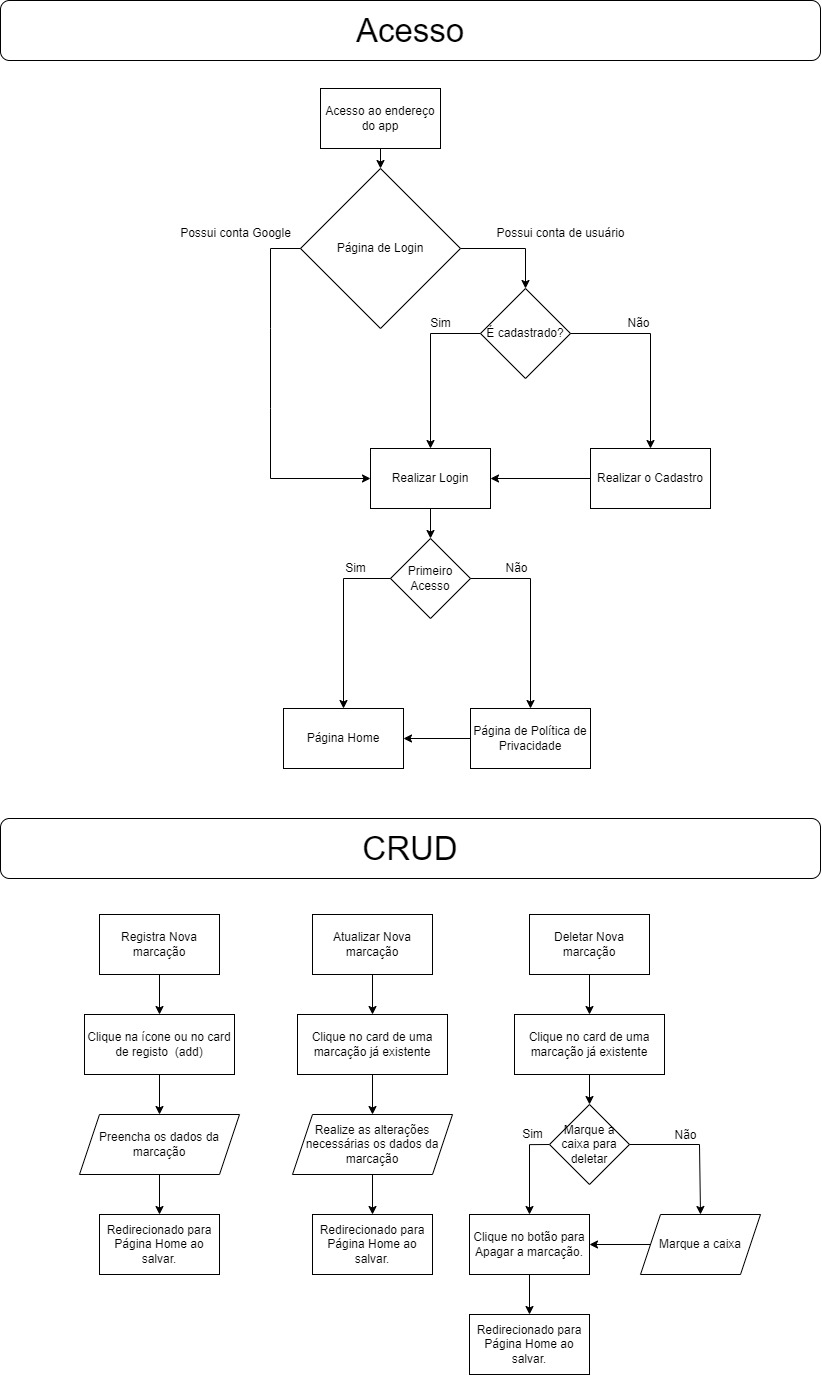 Acesso
Acesso ao endereço
do app
Possui conta Google
Página de Login
Possui conta de usuário
Sim
É cadastrado?
Não
Realizar Login
Realizar o Cadastro
Sim
Primeiro
Acesso
Não
Página Home
Página de Política de
Privacidade
CRUD
Registra Nova
marcação
Clique na ícone ou no card
de registo (add)
Preencha os dados da
marcação
Redirecionado para
Página Home ao
salvar.
Atualizar Nova
marcação
Clique no card de uma
marcação já existente
Realize as alterações
necessárias os dados da
marcação
Redirecionado para
Página Home ao
salvar.
Deletar Nova
marcação
Clique no card de uma
marcação já existente
Sim
Marque a
caixa para
deletar
Não
Clique no botão para
Apagar a marcação.
Marque a caixa
Redirecionado para
Página Home ao
salvar.